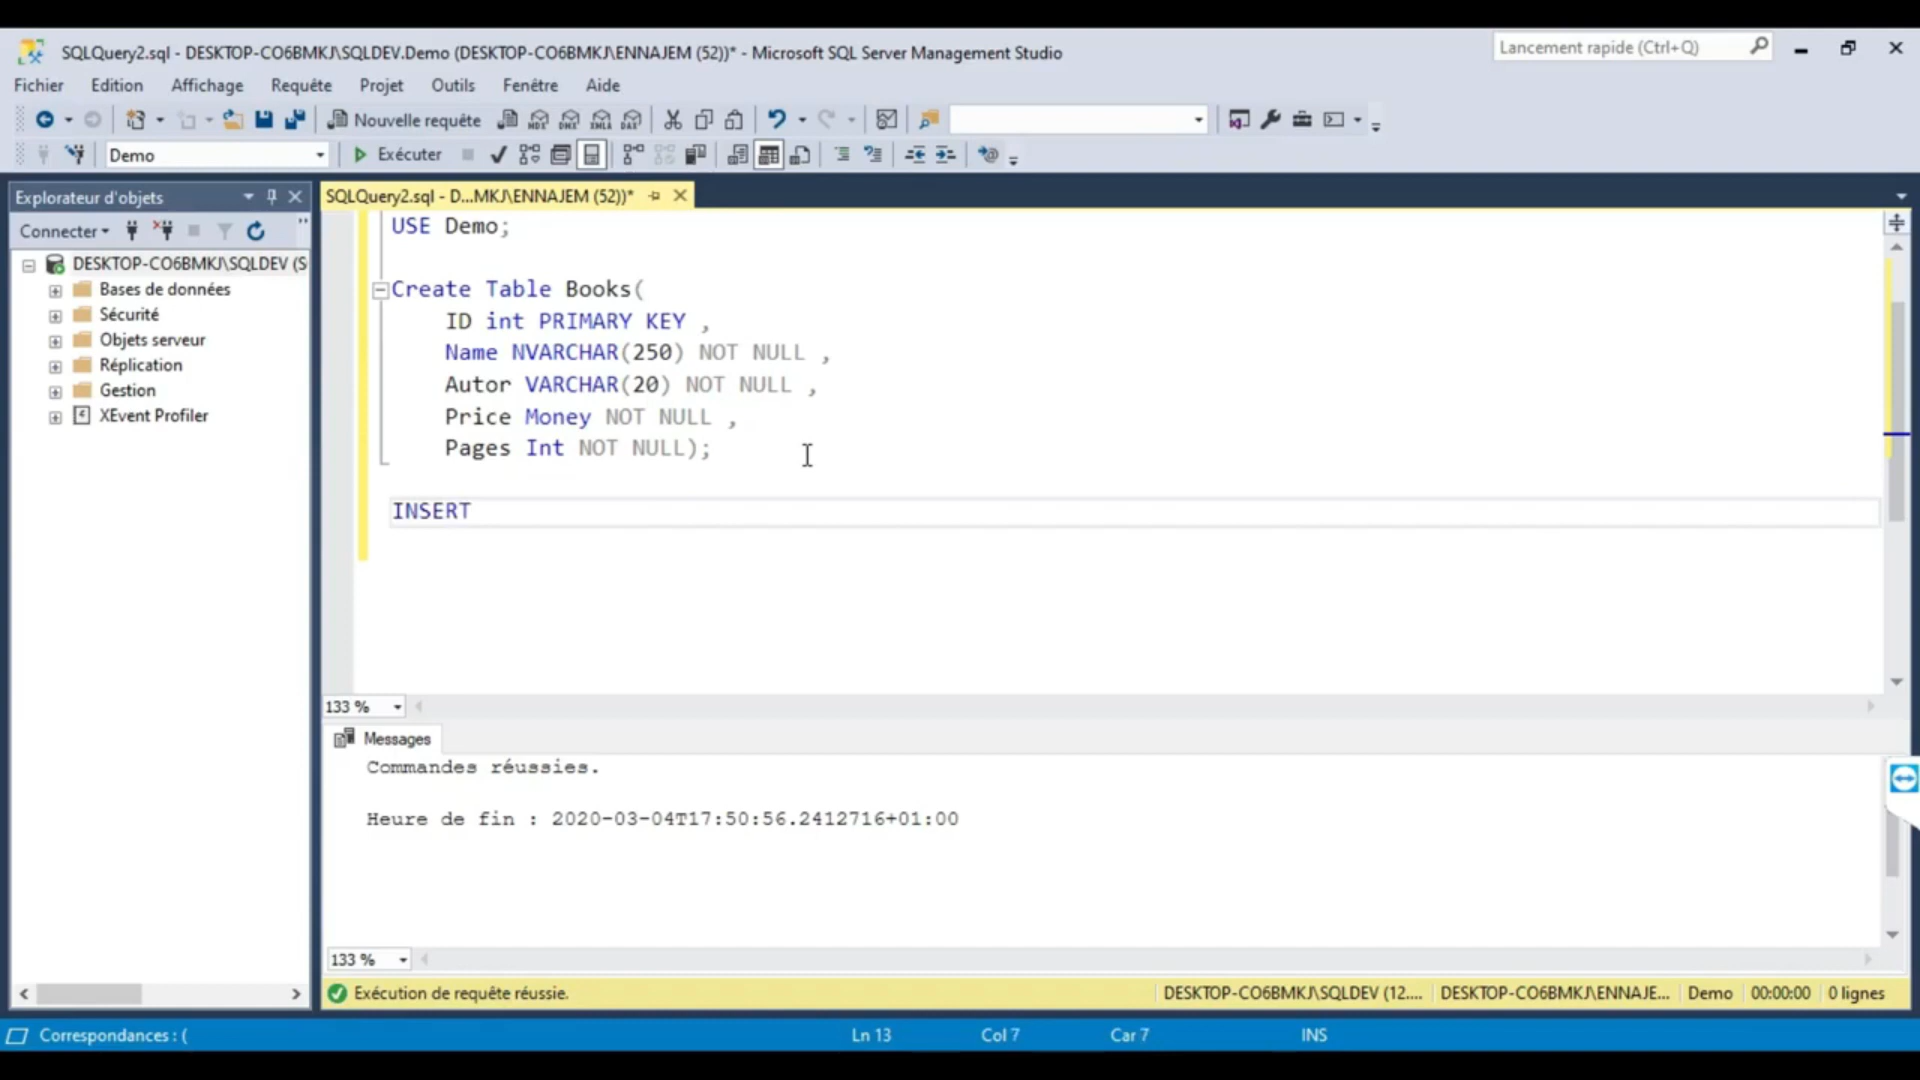 SQLQuery2.sql - DESKTOP-CO6BMKJ\SQLDEV.Demo (DESKTOP-CO6BMKJ\ENNAJEM (52))* - Microsoft SQL Server Management Studio
Lancement rapide (Ctrl+Q)
Fichier Edition Affichage Requête Projet Outils Fenêtre Aide
Nouvelle requête MDX DMX XMLA DAX
Demo Exécuter
Explorateur d'objets
SQLQuery2.sql - D...MKJ\ENNAJEM (52))*
Connecter
DESKTOP-CO6BMKJ\SQLDEV (S
Bases de données
Sécurité
Objets serveur
Réplication
Gestion
XEvent Profiler
USE Demo;
Create Table Books(
ID int PRIMARY KEY ,
Name NVARCHAR(250) NOT NULL ,
Autor VARCHAR(20) NOT NULL ,
Price Money NOT NULL ,
Pages Int NOT NULL);
INSERT
133 %
Messages
Commandes réussies.
Heure de fin : 2020-03-04T17:50:56.2412716+01:00
133 %
Exécution de requête réussie.
DESKTOP-CO6BMKJ\SQLDEV (12.... DESKTOP-CO6BMKJ\ENNAJE... Demo 00:00:00 0 lignes
Correspondances : (
Ln 13 Col 7 Car 7 INS